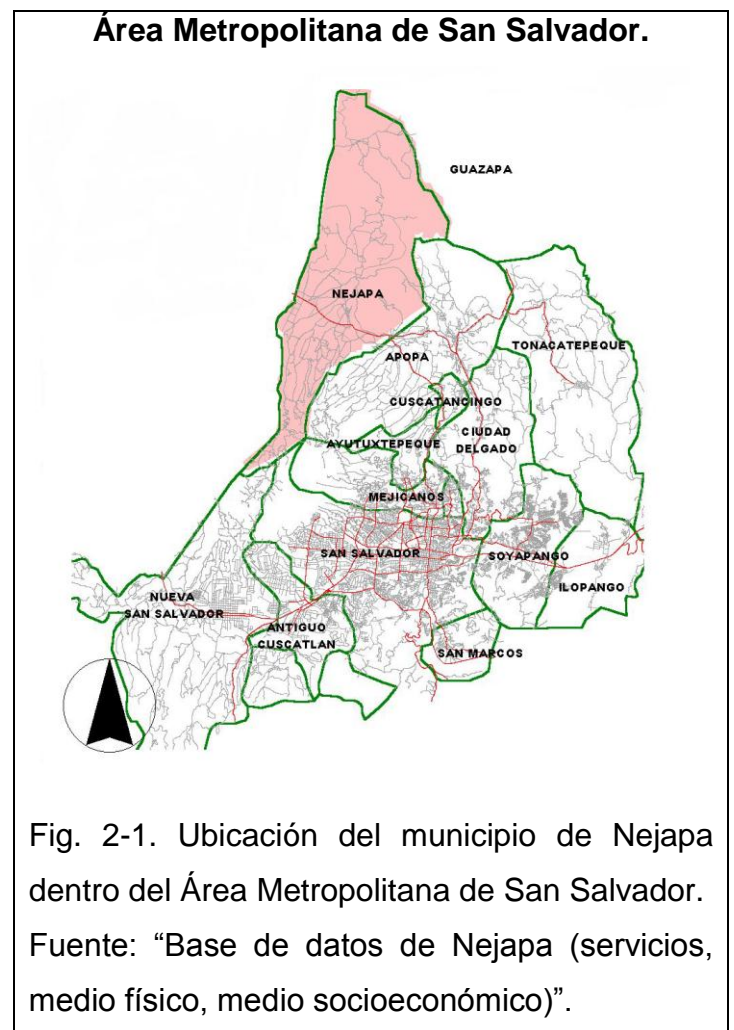 Área Metropolitana de San Salvador.
GUAZAPA
NEJAPA
TONACATEPEQUE
APOPA
CUSCATANCINGO
CIUDAD
DELGADO
AYUTUXTEPEQUE
MEJICANOS
SAN SALVADOR
SOYAPANGO
ILOPANGO
NUEVA
SAN SALVADOR
ANTIGUO
CUSCATLAN
SAN MARCOS
Fig. 2-1. Ubicación del municipio de Nejapa
dentro del Área Metropolitana de San Salvador.
Fuente: “Base de datos de Nejapa (servicios,
medio físico, medio socioeconómico)”.